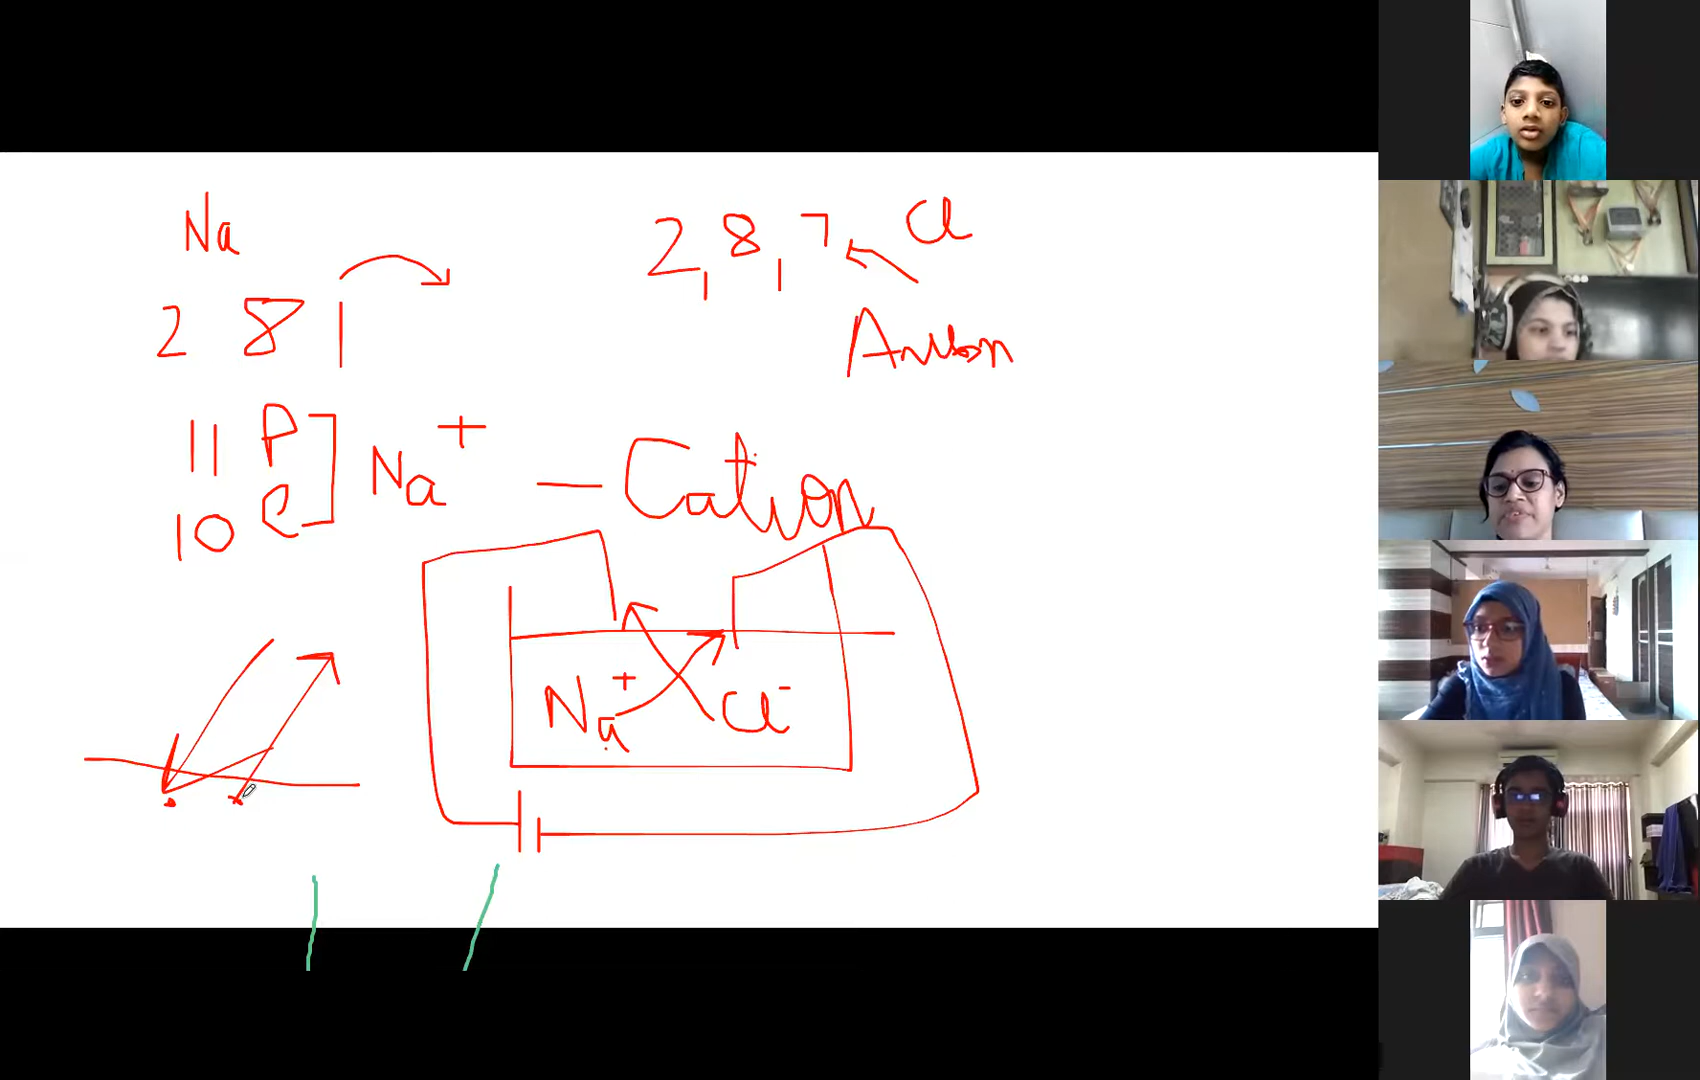 Na
2 8 1
2, 8, 7 Cl
Anion
11 P
10 e
Na+ — Cation
Na+ Cl-